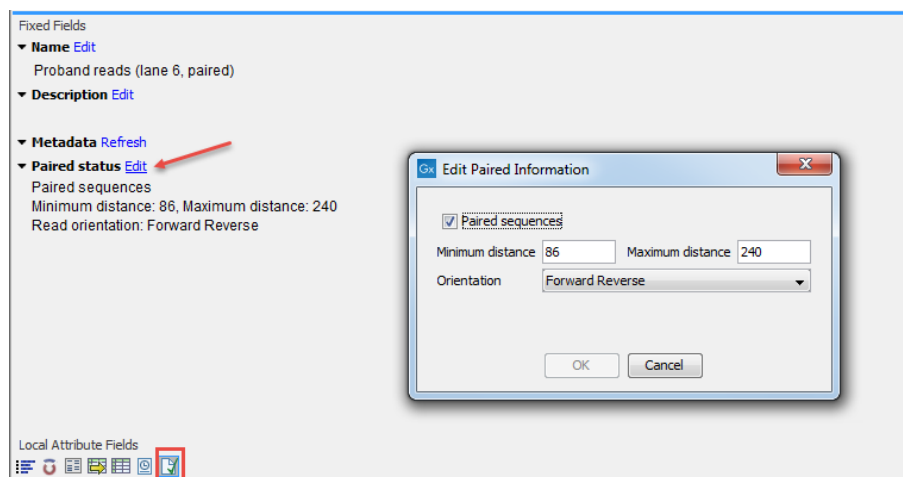 Fixed Fields
Name Edit
Proband reads (lane 6, paired)
Description Edit
Metadata Refresh
Paired status Edit
Paired sequences
Minimum distance: 86, Maximum distance: 240
Read orientation: Forward Reverse
Gx Edit Paired Information
Paired sequences
Minimum distance 86 Maximum distance 240
Orientation Forward Reverse
OK Cancel
Local Attribute Fields